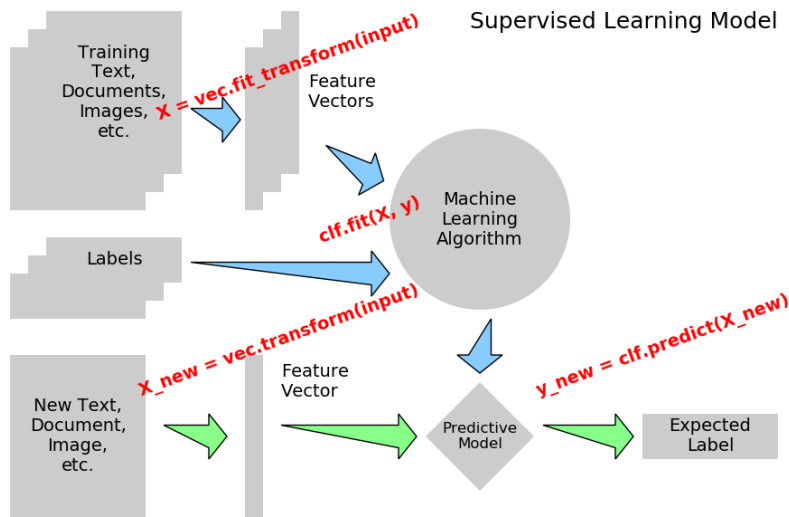 Supervised Learning Model
Training
Text,
Documents,
Images,
etc.
X = vec.fit_transform(input)
Feature
Vectors
Machine
Learning
Algorithm
clf.fit(X, y)
Labels
X_new = vec.transform(input)
y_new = clf.predict(X_new)
New Text,
Document,
Image,
etc.
Feature
Vector
Predictive
Model
Expected
Label